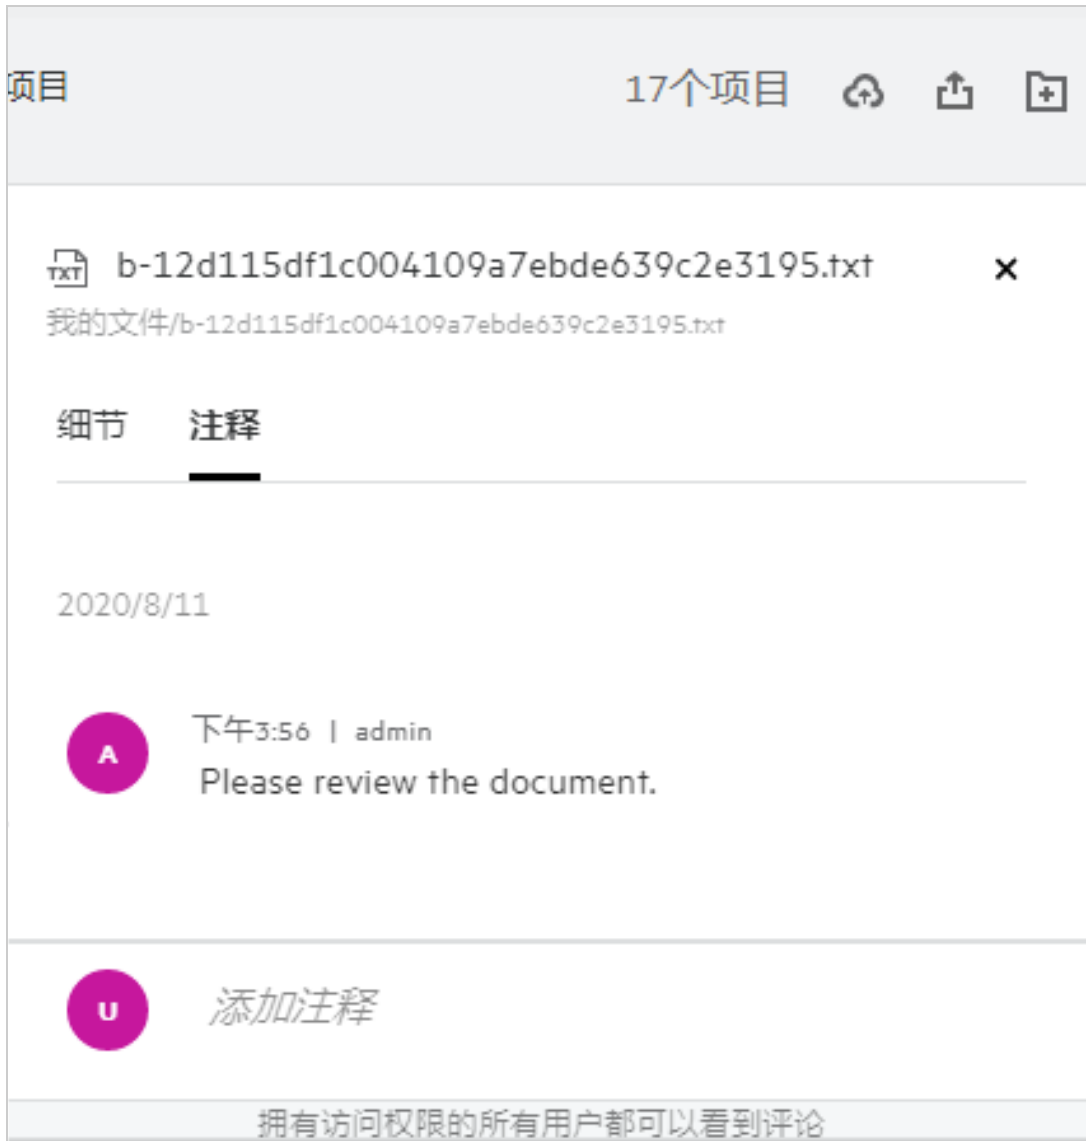 项目 17个项目
TXT b-12d115df1c004109a7ebde639c2e3195.txt
我的文件/b-12d115df1c004109a7ebde639c2e3195.txt
细节 注释
2020/8/11
下午3:56 | admin
A
Please review the document.
U 添加注释
拥有访问权限的所有用户都可以看到评论